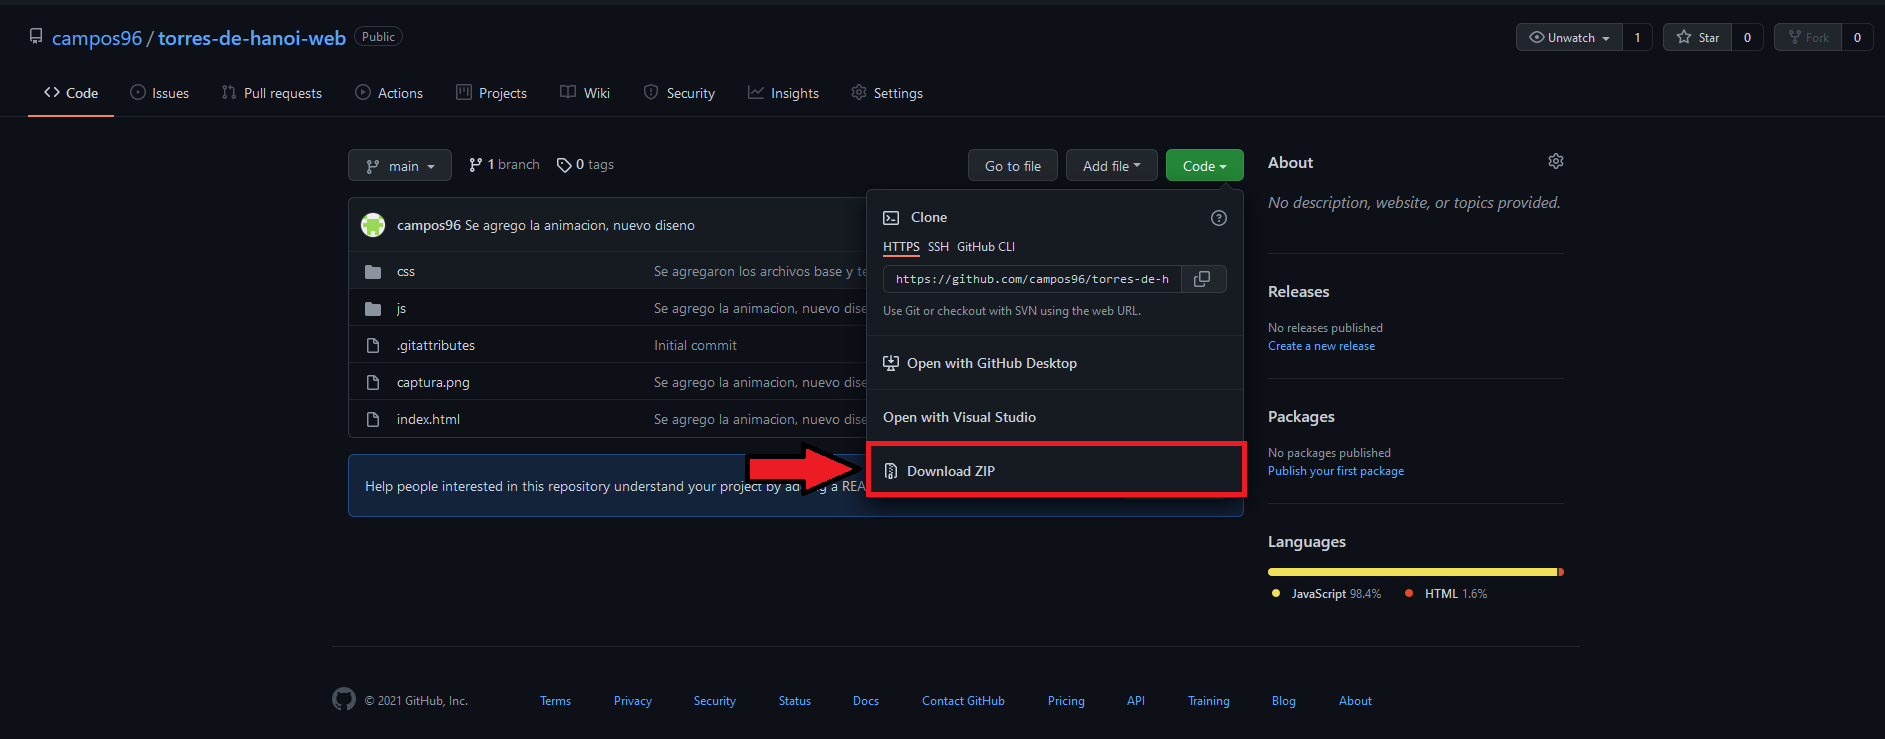 campos96 / torres-de-hanoi-web Public
Unwatch 1 Star 0 Fork 0
Code Issues Pull requests Actions Projects Wiki Security Insights Settings
main 1 branch 0 tags Go to file Add file Code
campos96 Se agrego la animacion, nuevo diseno
css Se agregaron los archivos base y
js Se agrego la animacion, nuevo
.gitattributes Initial commit
captura.png Se agrego la animacion, nuevo
index.html Se agrego la animacion, nuevo
Help people interested in this repository understand your project by a
Clone
HTTPS SSH GitHub CLI
https://github.com/campos96/torres-de-h
Use Git or checkout with SVN using the web URL.
Open with GitHub Desktop
Open with Visual Studio
Download ZIP
About
No description, website, or topics provided.
Releases
No releases published
Create a new release
Packages
No packages published
Publish your first package
Languages
JavaScript 98.4% HTML 1.6%
© 2021 GitHub, Inc. Terms Privacy Security Status Docs Contact GitHub Pricing API Training Blog About